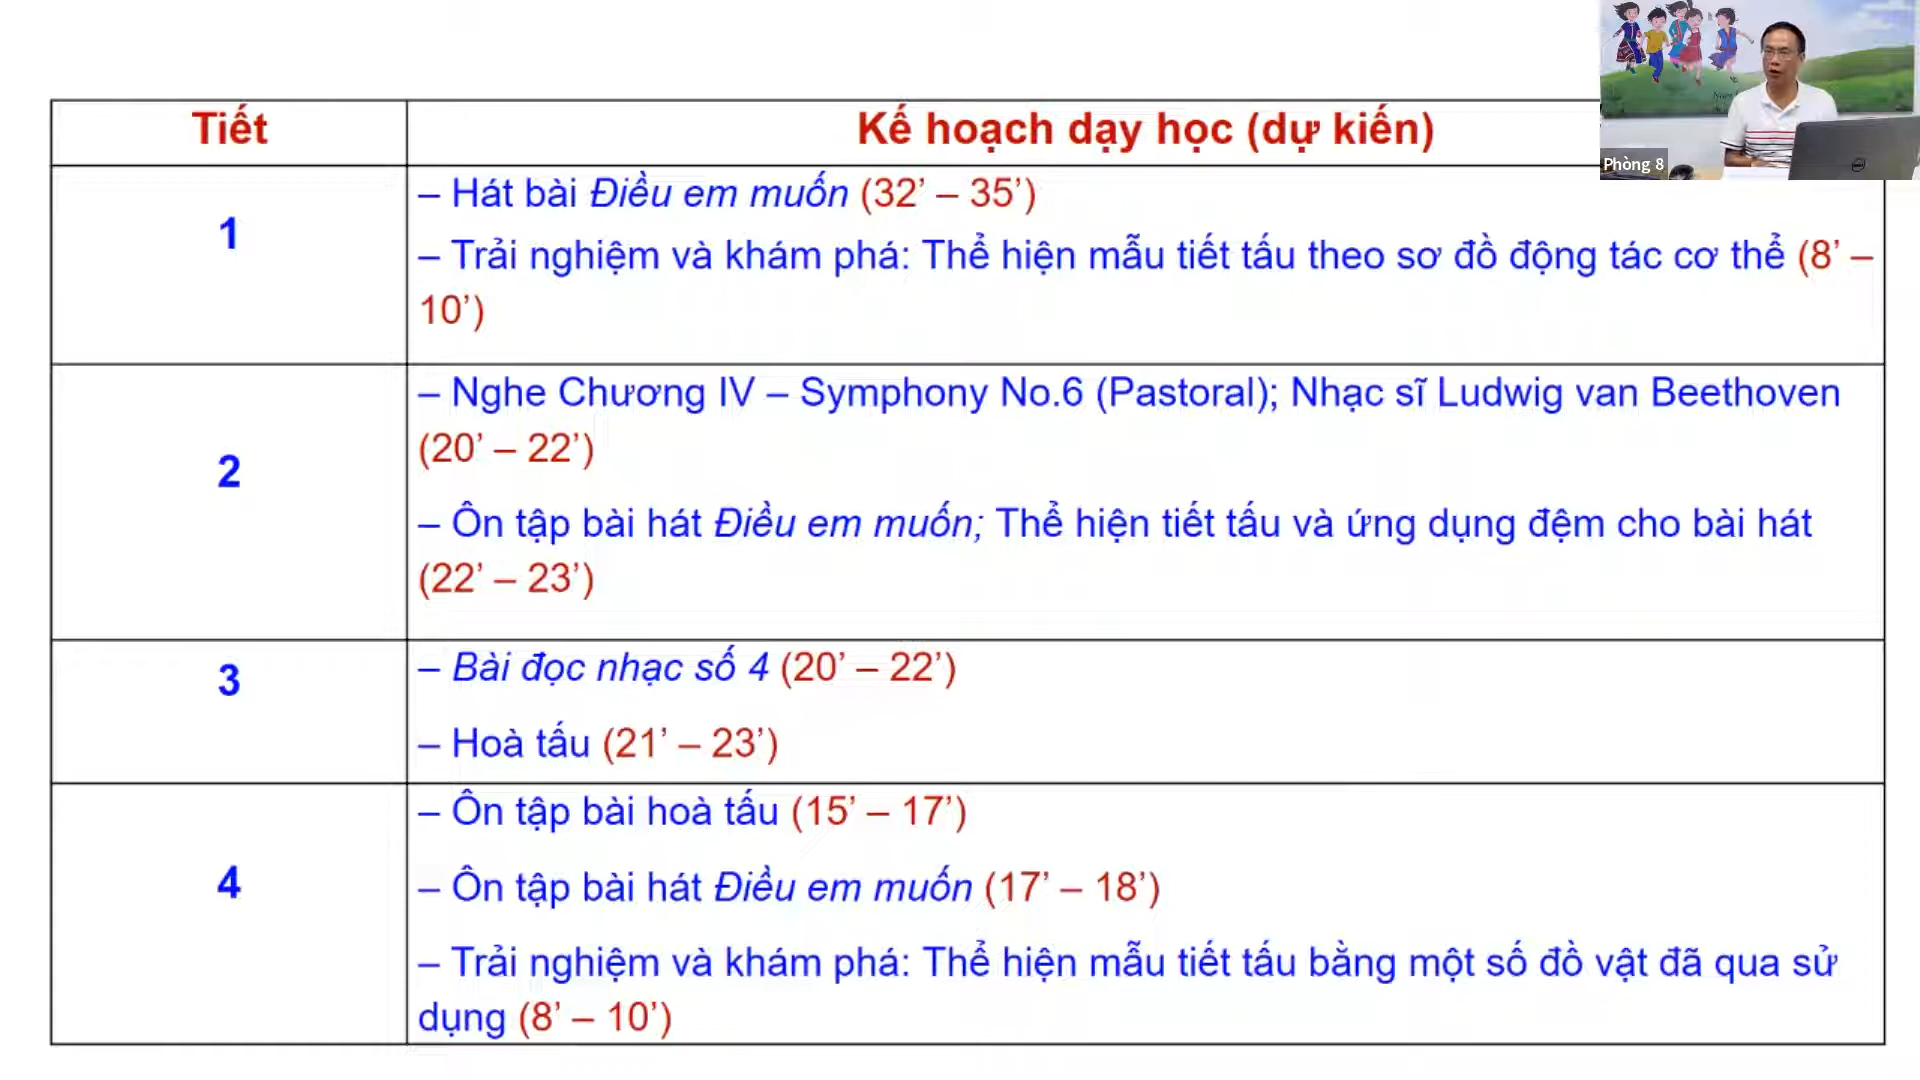 Tiết
Kế hoạch dạy học (dự kiến)
Phòng 8
1
– Hát bài Điều em muốn (32’ – 35’)
– Trải nghiệm và khám phá: Thể hiện mẫu tiết tấu theo sơ đồ động tác cơ thể (8’ –
10’)
2
– Nghe Chương IV – Symphony No.6 (Pastoral); Nhạc sĩ Ludwig van Beethoven
(20’ – 22’)
– Ôn tập bài hát Điều em muốn; Thể hiện tiết tấu và ứng dụng đệm cho bài hát
(22’ – 23’)
3
– Bài đọc nhạc số 4 (20’ – 22’)
– Hoà tấu (21’ – 23’)
4
– Ôn tập bài hoà tấu (15’ – 17’)
– Ôn tập bài hát Điều em muốn (17’ – 18’)
– Trải nghiệm và khám phá: Thể hiện mẫu tiết tấu bằng một số đồ vật đã qua sử
dụng (8’ – 10’)